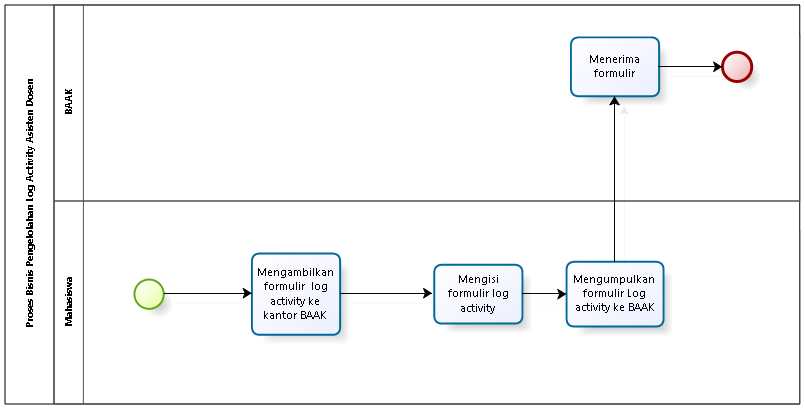 Proses Bisnis Pengelolahan Log Activity Asisten Dosen
BAAK
Menerima
formulir
Mahasiswa
Mengambilkan
formulir log
activity ke
kantor BAAK
Mengisi
formulir log
activity
Mengumpulkan
formulir Log
activity ke BAAK